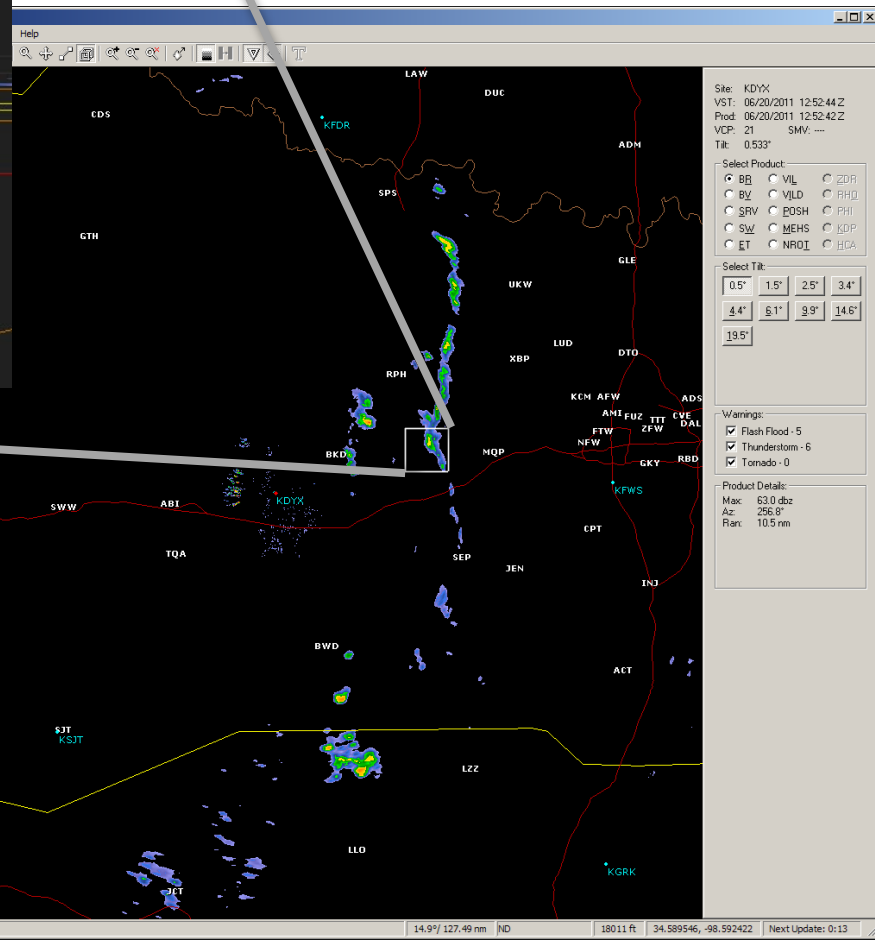 Help
T
LAW
DUC
CDS
KFDR
ADM
SPS
GTH
GLE
UKW
LUD
DTO
XBP
RPH
KCM AFW ADS
AMI FUZ TTT CVE
FTW ZFW DAL
NFW
MQP
BKD
GKY RBD
KDYX
KFWS
SWW
ABI
CPT
TQA
SEP
JEN
INJ
BWD
ACT
SJT
KSJT
LZZ
LLO
KGRK
JCT
Site: KDYX
VST: 06/20/2011 12:52:44 Z
Prod: 06/20/2011 12:52:42 Z
VCP: 21 SMV: ----
Tilt: 0.533°
Select Product:
BR VIL ZDR
BV VILD RHO
SRV POSH PHI
SW MEHS KDP
ET NROT HCA
Select Tilt:
0.5° 1.5° 2.5° 3.4°
4.4° 6.1° 9.9° 14.6°
19.5°
Warnings:
Flash Flood - 5
Thunderstorm - 6
Tornado - 0
Product Details:
Max: 63.0 dbz
Az: 256.8°
Ran: 10.5 nm
14.9°/ 127.49 nm ND 18011 ft 34.589546, -98.592422 Next Update: 0:13